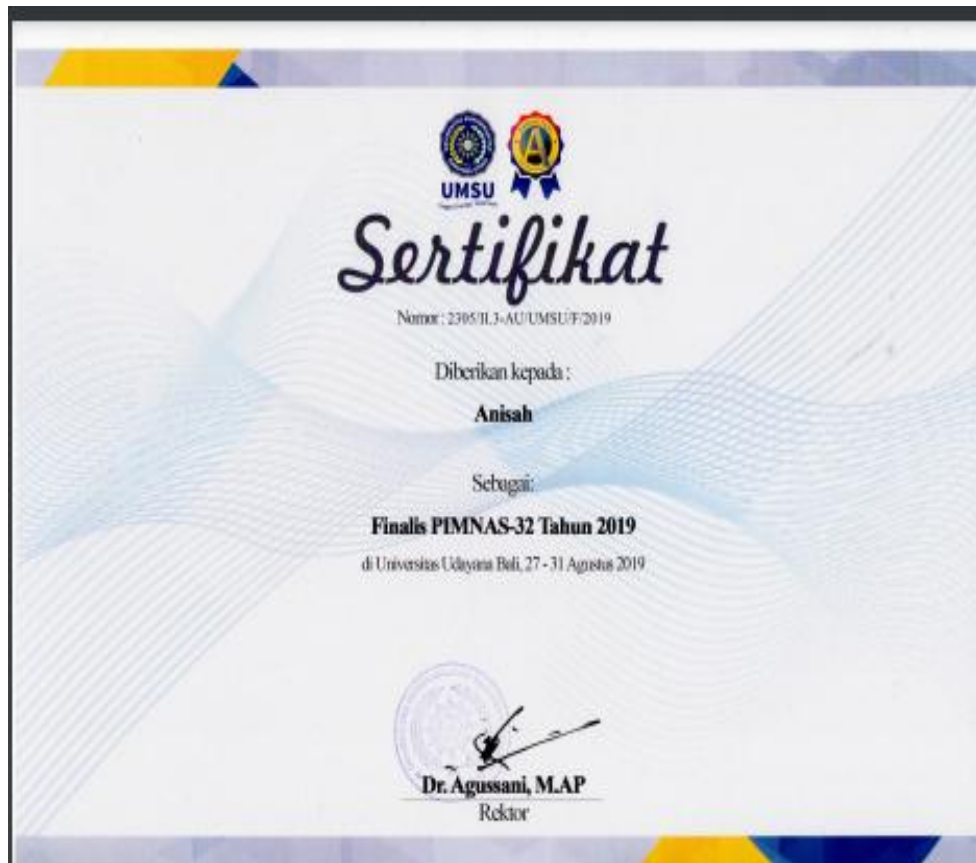 UMSU
Sertifikat
Nomor : 2305/II.3-AU/UMSU/F/2019
Diberikan kepada :
Anisah
Sebagai:
Finalis PIMNAS-32 Tahun 2019
di Universitas Udayana Bali, 27 - 31 Agustus 2019
Dr. Agussani, M.AP
Rektor